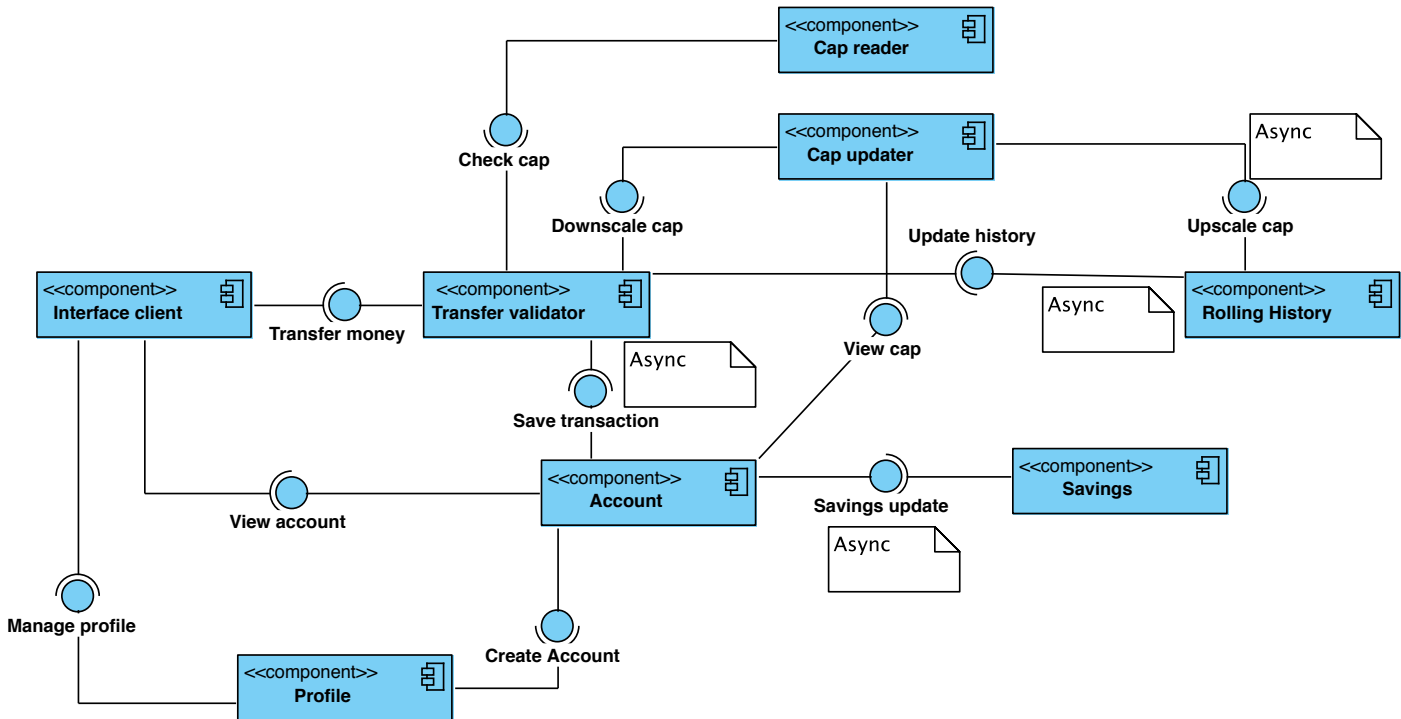 <<component>>
Cap reader
<<component>>
Cap updater
Async
Check cap
Downscale cap
Upscale cap
Update history
<<component>>
Interface client
Transfer money
<<component>>
Transfer validator
Async
<<component>>
Rolling History
View cap
Async
Save transaction
<<component>>
Account
Savings update
<<component>>
Savings
View account
Async
Manage profile
Create Account
<<component>>
Profile